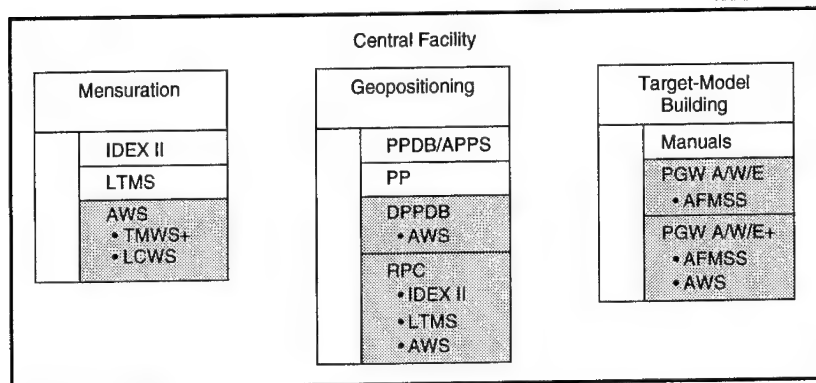 Central Facility
Mensuration
IDEX II
LTMS
AWS
• TMWS+
• LCWS
Geopositioning
PPDB/APPS
PP
DPPDB
• AWS
RPC
• IDEX II
• LTMS
• AWS
Target-Model
Building
Manuals
PGW A/W/E
• AFMSS
PGW A/W/E+
• AFMSS
• AWS